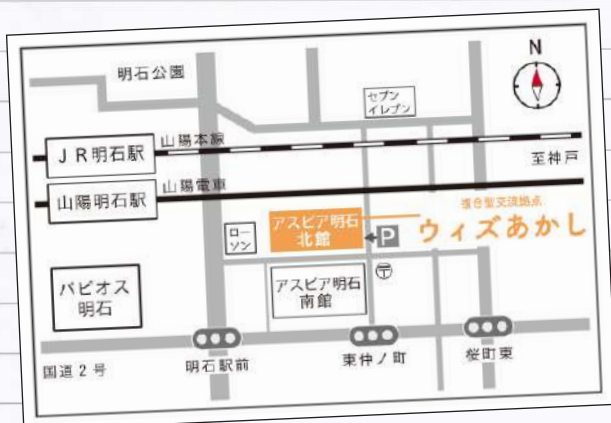 明石公園
N
セブン
イレブン
JR明石駅
山陽本線
至神戸
山陽明石駅
山陽電車
複合型交流拠点
ウィズあかし
アスピア明石
北館
P
ロー
ソン
〒
パピオス
明石
アスピア明石
南館
国道2号
明石駅前
東仲ノ町
桜町東